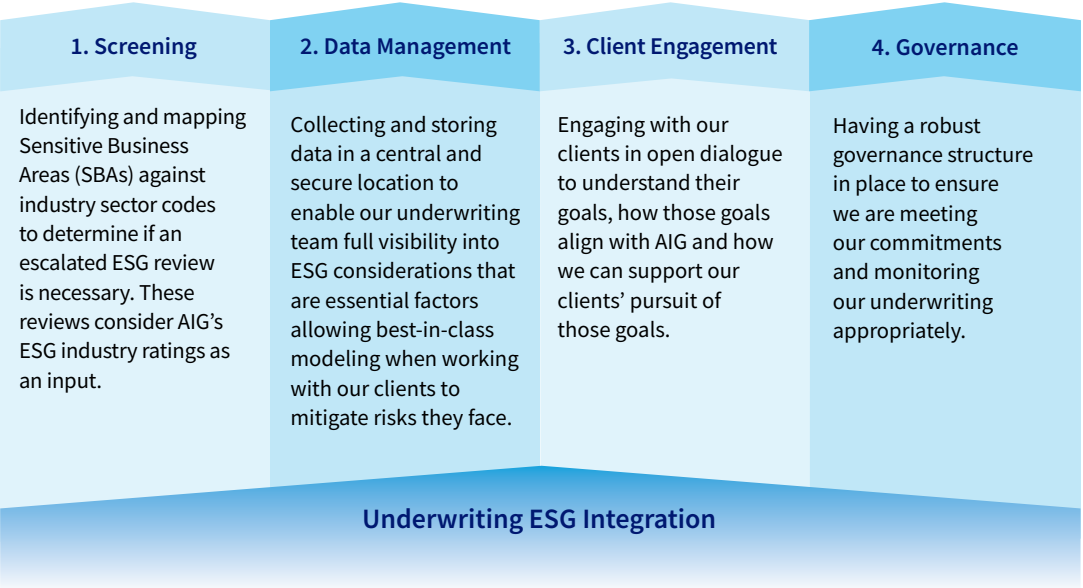 1. Screening
Identifying and mapping
Sensitive Business
Areas (SBAs) against
industry sector codes
to determine if an
escalated ESG review
is necessary. These
reviews consider AIG’s
ESG industry ratings as
an input.
2. Data Management
Collecting and storing
data in a central and
secure location to
enable our underwriting
team full visibility into
ESG considerations that
are essential factors
allowing best-in-class
modeling when working
with our clients to
mitigate risks they face.
3. Client Engagement
Engaging with our
clients in open dialogue
to understand their
goals, how those goals
align with AIG and how
we can support our
clients’ pursuit of
those goals.
4. Governance
Having a robust
governance structure
in place to ensure
we are meeting
our commitments
and monitoring
our underwriting
appropriately.
Underwriting ESG Integration